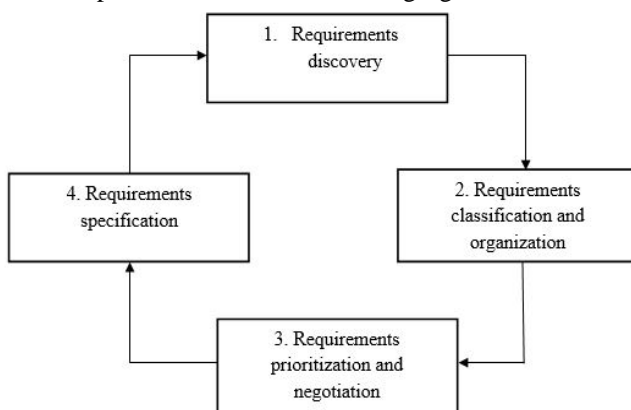 1. Requirements
discovery
2. Requirements
classification and
organization
4. Requirements
specification
3. Requirements
prioritization and
negotiation